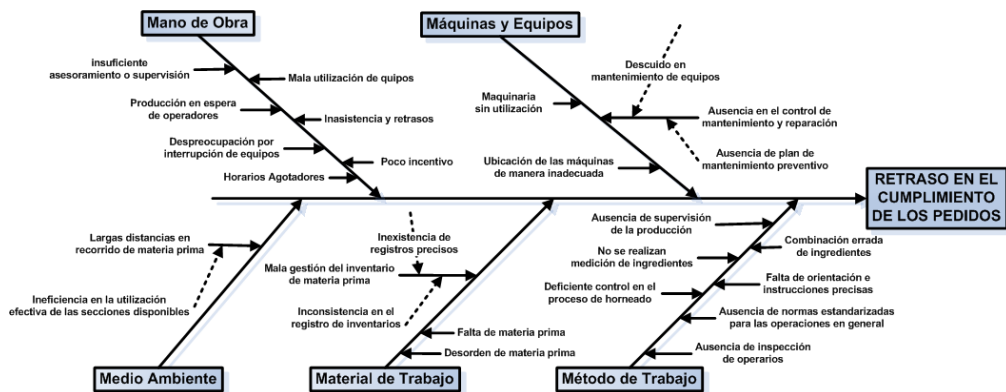 Mano de Obra
Máquinas y Equipos
insuficiente
asesoramiento o supervisión
Mala utilización de quipos
Producción en espera
de operadores
Inasistencia y retrasos
Despreocupación por
interrupción de equipos
Poco incentivo
Horarios Agotadores
Descuido en
mantenimiento de equipos
Maquinaria
sin utilización
Ausencia en el control de
mantenimiento y reparación
Ausencia de plan de
mantenimiento preventivo
Ubicación de las máquinas
de manera inadecuada
RETRASO EN EL
CUMPLIMIENTO
DE LOS PEDIDOS
Largas distancias en
recorrido de materia prima
Ineficiencia en la utilización
efectiva de las secciones disponibles
Inexistencia de
registros precisos
Mala gestión del inventario
de materia prima
Inconsistencia en el
registro de inventarios
Falta de materia prima
Desorden de materia prima
Ausencia de supervisión
de la producción
Combinación errada
de ingredientes
No se realizan
medición de ingredientes
Falta de orientación e
instrucciones precisas
Deficiente control en el
proceso de horneado
Ausencia de normas estandarizadas
para las operaciones en general
Ausencia de inspección
de operarios
Medio Ambiente
Material de Trabajo
Método de Trabajo